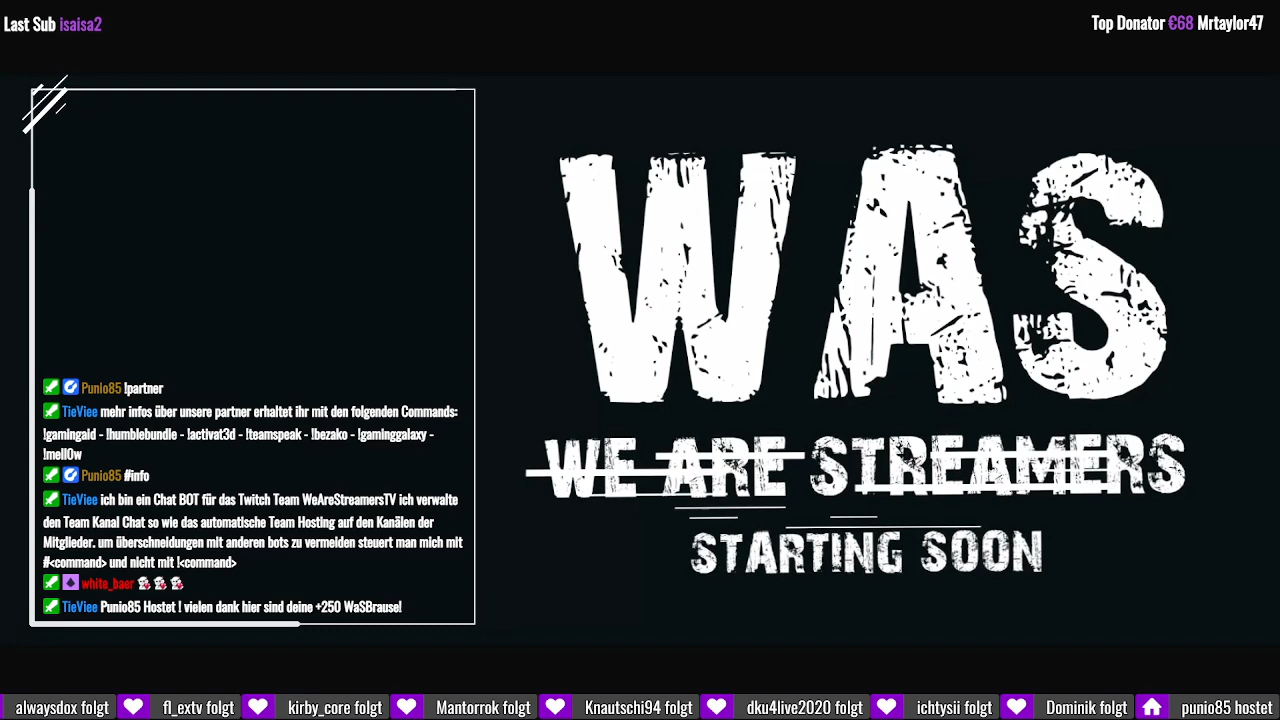 Last Sub isaisa2
Top Donator €68 Mrtaylor47
WAS
WE ARE STREAMERS
STARTING SOON
Punio85 !partner
TieViee mehr infos über unsere partner erhaltet ihr mit den folgenden Commands:
!gamingaid - !humblebundle - !activat3d - !teamspeak - !bezako - !gaminggalaxy -
!mell0w
Punio85 #info
TieViee ich bin ein Chat BOT für das Twitch Team WeAreStreamersTV ich verwalte
den Team Kanal Chat so wie das automatische Team Hosting auf den Kanälen der
Mitglieder. um überschneidungen mit anderen bots zu vermelden steuert man mich mit
#<command> und nicht mit !<command>
white_baer
TieViee Punio85 Hostet ! vielen dank hier sind deine +250 WaSBrause!
alwaysdox folgt fl_extv folgt kirby_core folgt Mantorrok folgt Knautschi94 folgt dku4live2020 folgt ichtysii folgt Dominik folgt punio85 hostet